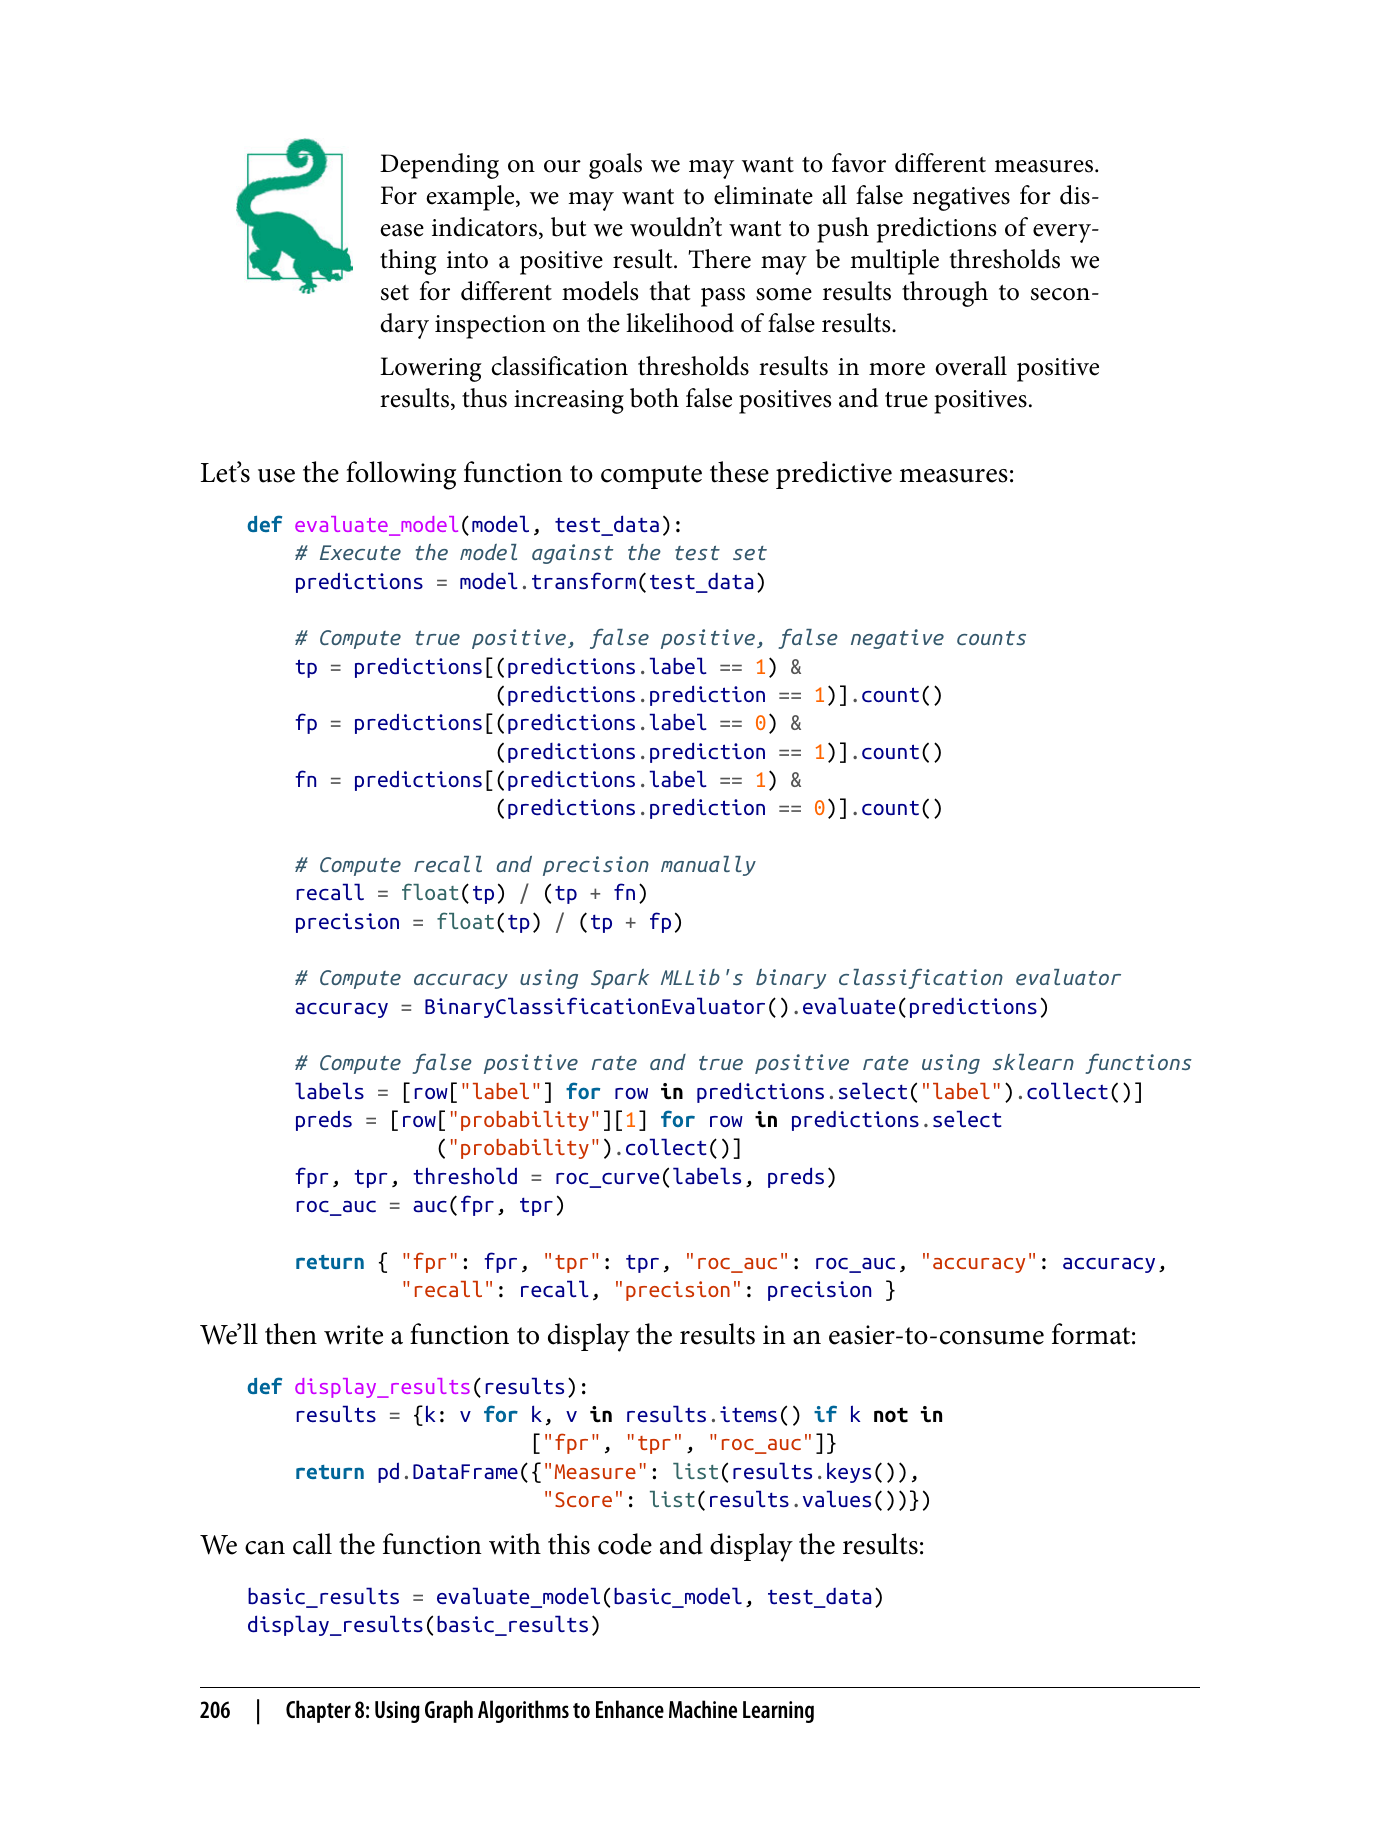 Depending on our goals we may want to favor different measures.
For example, we may want to eliminate all false negatives for dis-
ease indicators, but we wouldn’t want to push predictions of every-
thing into a positive result. There may be multiple thresholds we
set for different models that pass some results through to secon-
dary inspection on the likelihood of false results.
Lowering classification thresholds results in more overall positive
results, thus increasing both false positives and true positives.
Let’s use the following function to compute these predictive measures:
def evaluate_model(model, test_data):
    # Execute the model against the test set
    predictions = model.transform(test_data)
    # Compute true positive, false positive, false negative counts
    tp = predictions[(predictions.label == 1) &
                     (predictions.prediction == 1)].count()
    fp = predictions[(predictions.label == 0) &
                     (predictions.prediction == 1)].count()
    fn = predictions[(predictions.label == 1) &
                     (predictions.prediction == 0)].count()
    # Compute recall and precision manually
    recall = float(tp) / (tp + fn)
    precision = float(tp) / (tp + fp)
    # Compute accuracy using Spark MLLib's binary classification evaluator
    accuracy = BinaryClassificationEvaluator().evaluate(predictions)
    # Compute false positive rate and true positive rate using sklearn functions
    labels = [row["label"] for row in predictions.select("label").collect()]
    preds = [row["probability"][1] for row in predictions.select
                ("probability").collect()]
    fpr, tpr, threshold = roc_curve(labels, preds)
    roc_auc = auc(fpr, tpr)
    return { "fpr": fpr, "tpr": tpr, "roc_auc": roc_auc, "accuracy": accuracy,
             "recall": recall, "precision": precision }
We’ll then write a function to display the results in an easier-to-consume format:
def display_results(results):
    results = {k: v for k, v in results.items() if k not in
                        ["fpr", "tpr", "roc_auc"]}
    return pd.DataFrame({"Measure": list(results.keys()),
                         "Score": list(results.values())})
We can call the function with this code and display the results:
basic_results = evaluate_model(basic_model, test_data)
display_results(basic_results)
206 | Chapter 8: Using Graph Algorithms to Enhance Machine Learning